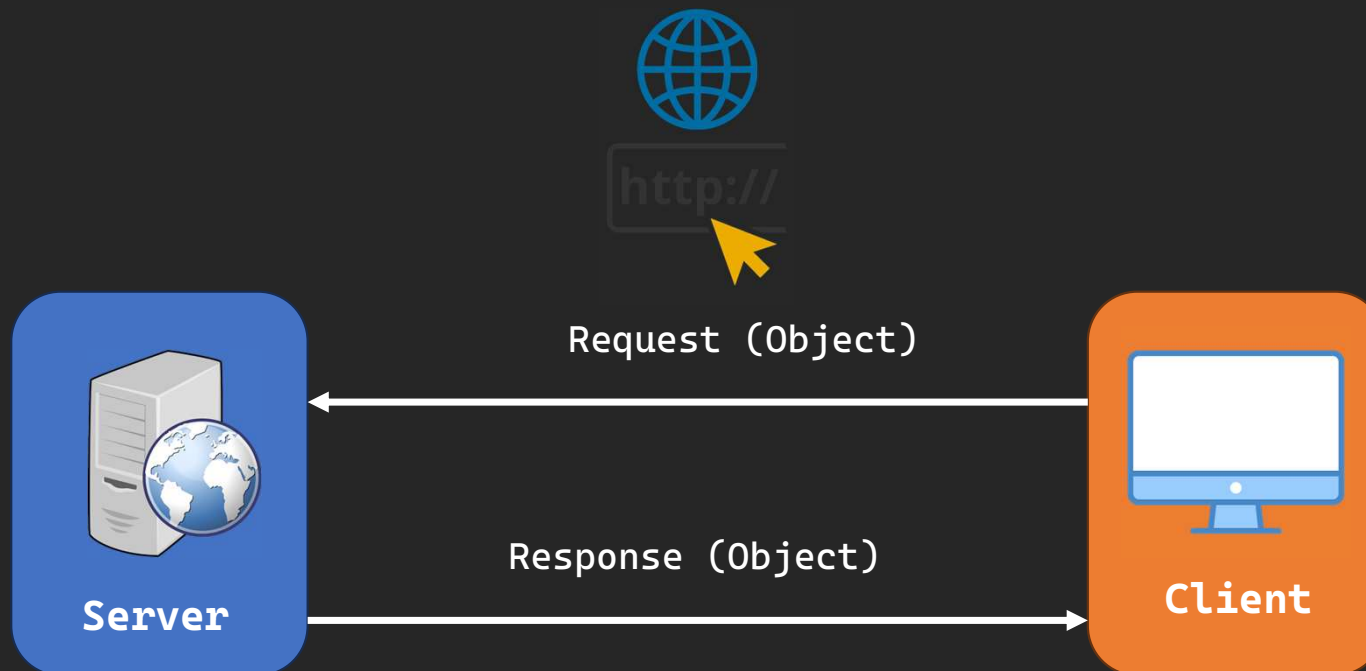 http://
Request (Object)
Response (Object)
Server
Client